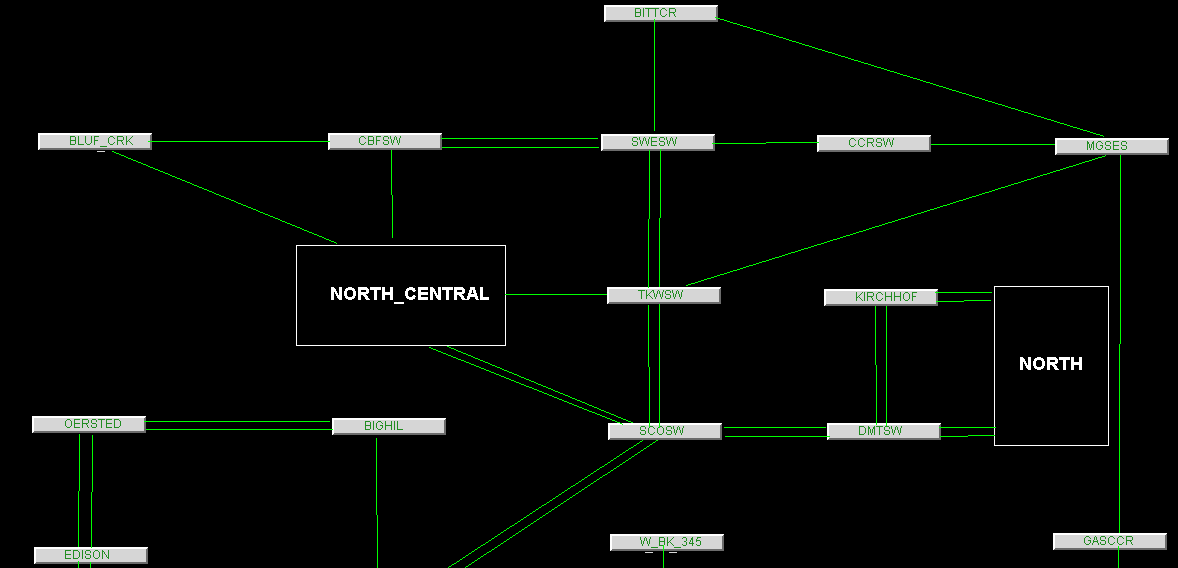 BITTCR
BLUF_CRK
CBFSW
SWESW
CCRSW
MGSES
NORTH_CENTRAL
TKWSW
KIRCHHOF
NORTH
OERSTED
BIGHIL
SCOSW
DMTSW
EDISON
W_BK_345
GASCCR